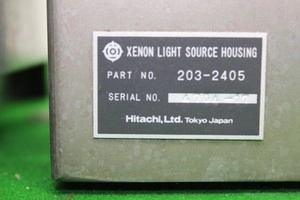 XENON LIGHT SOURCE HOUSING
PART NO. 203-2405
SERIAL NO.
Hitachi, Ltd. Tokyo Japan